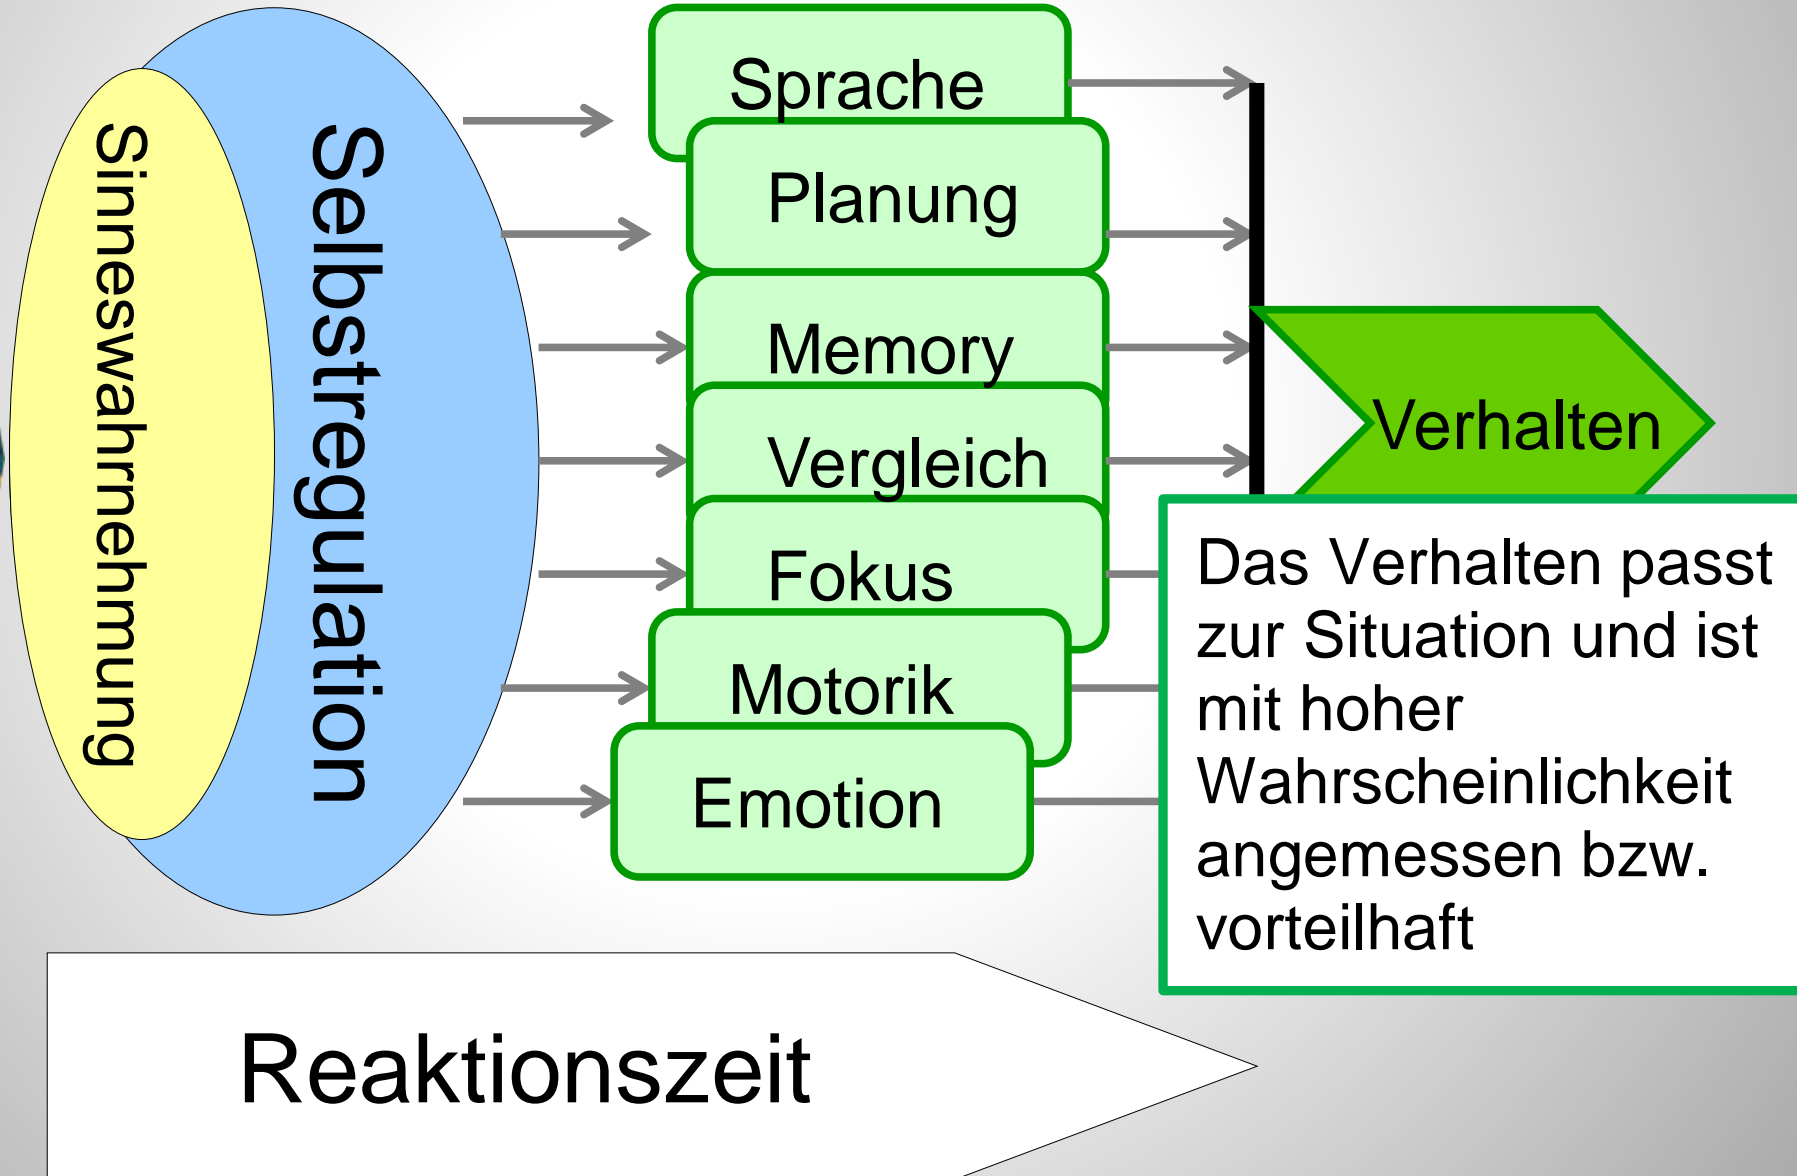 Sinneswahrnehmung
Selbstregulation
Sprache
Planung
Memory
Vergleich
Fokus
Motorik
Emotion
Verhalten
Das Verhalten passt
zur Situation und ist
mit hoher
Wahrscheinlichkeit
angemessen bzw.
vorteilhaft
Reaktionszeit